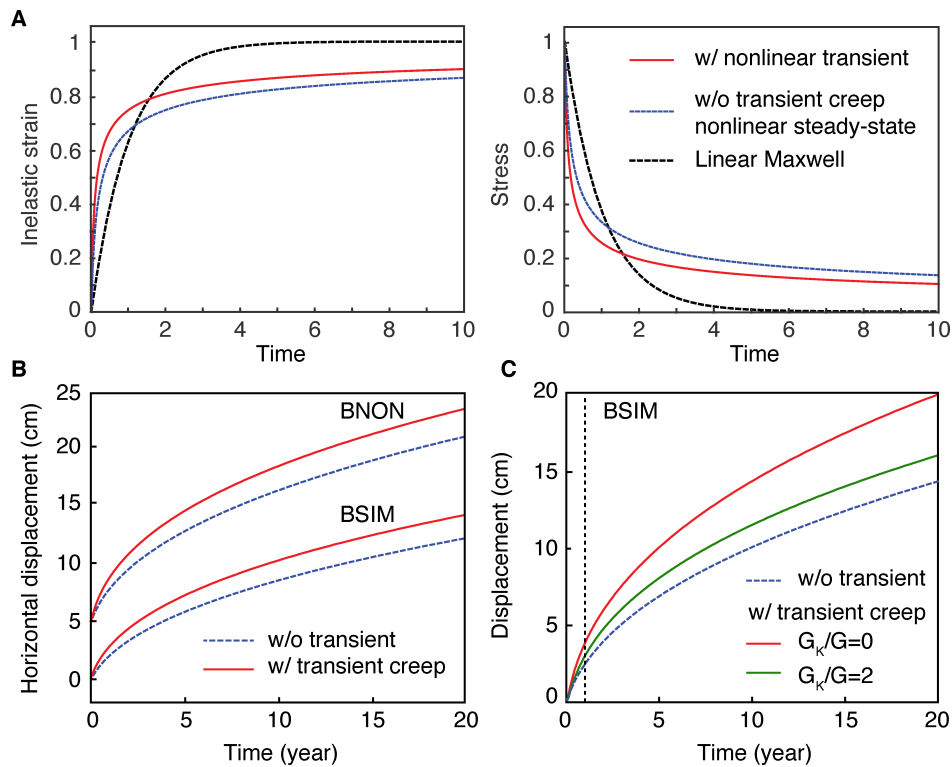 A
Inelastic strain
1
0.8
0.6
0.4
0.2
0
0 2 4 6 8 10
Time
Stress
1
0.8
0.6
0.4
0.2
0
0 2 4 6 8 10
Time
w/ nonlinear transient
w/o transient creep
nonlinear steady-state
Linear Maxwell
B
Horizontal displacement (cm)
25
20
15
10
5
0
0 5 10 15 20
Time (year)
BNON
BSIM
w/o transient
w/ transient creep
C
Displacement (cm)
20
15
10
5
0
0 5 10 15 20
Time (year)
BSIM
w/o transient
w/ transient creep
G_K/G=0
G_K/G=2